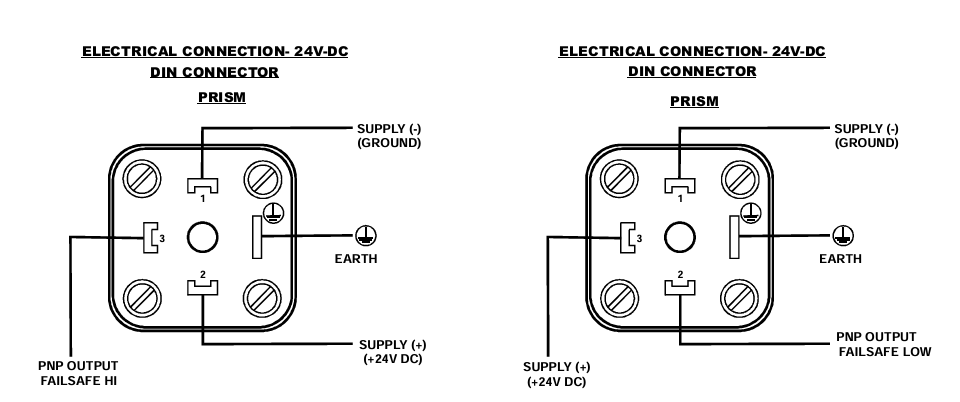 ELECTRICAL CONNECTION- 24V-DC
DIN CONNECTOR
PRISM
SUPPLY (-)
(GROUND)
1
3
2
EARTH
SUPPLY (+)
(+24V DC)
PNP OUTPUT
FAILSAFE HI
ELECTRICAL CONNECTION- 24V-DC
DIN CONNECTOR
PRISM
SUPPLY (-)
(GROUND)
1
3
2
EARTH
PNP OUTPUT
FAILSAFE LOW
SUPPLY (+)
(+24V DC)